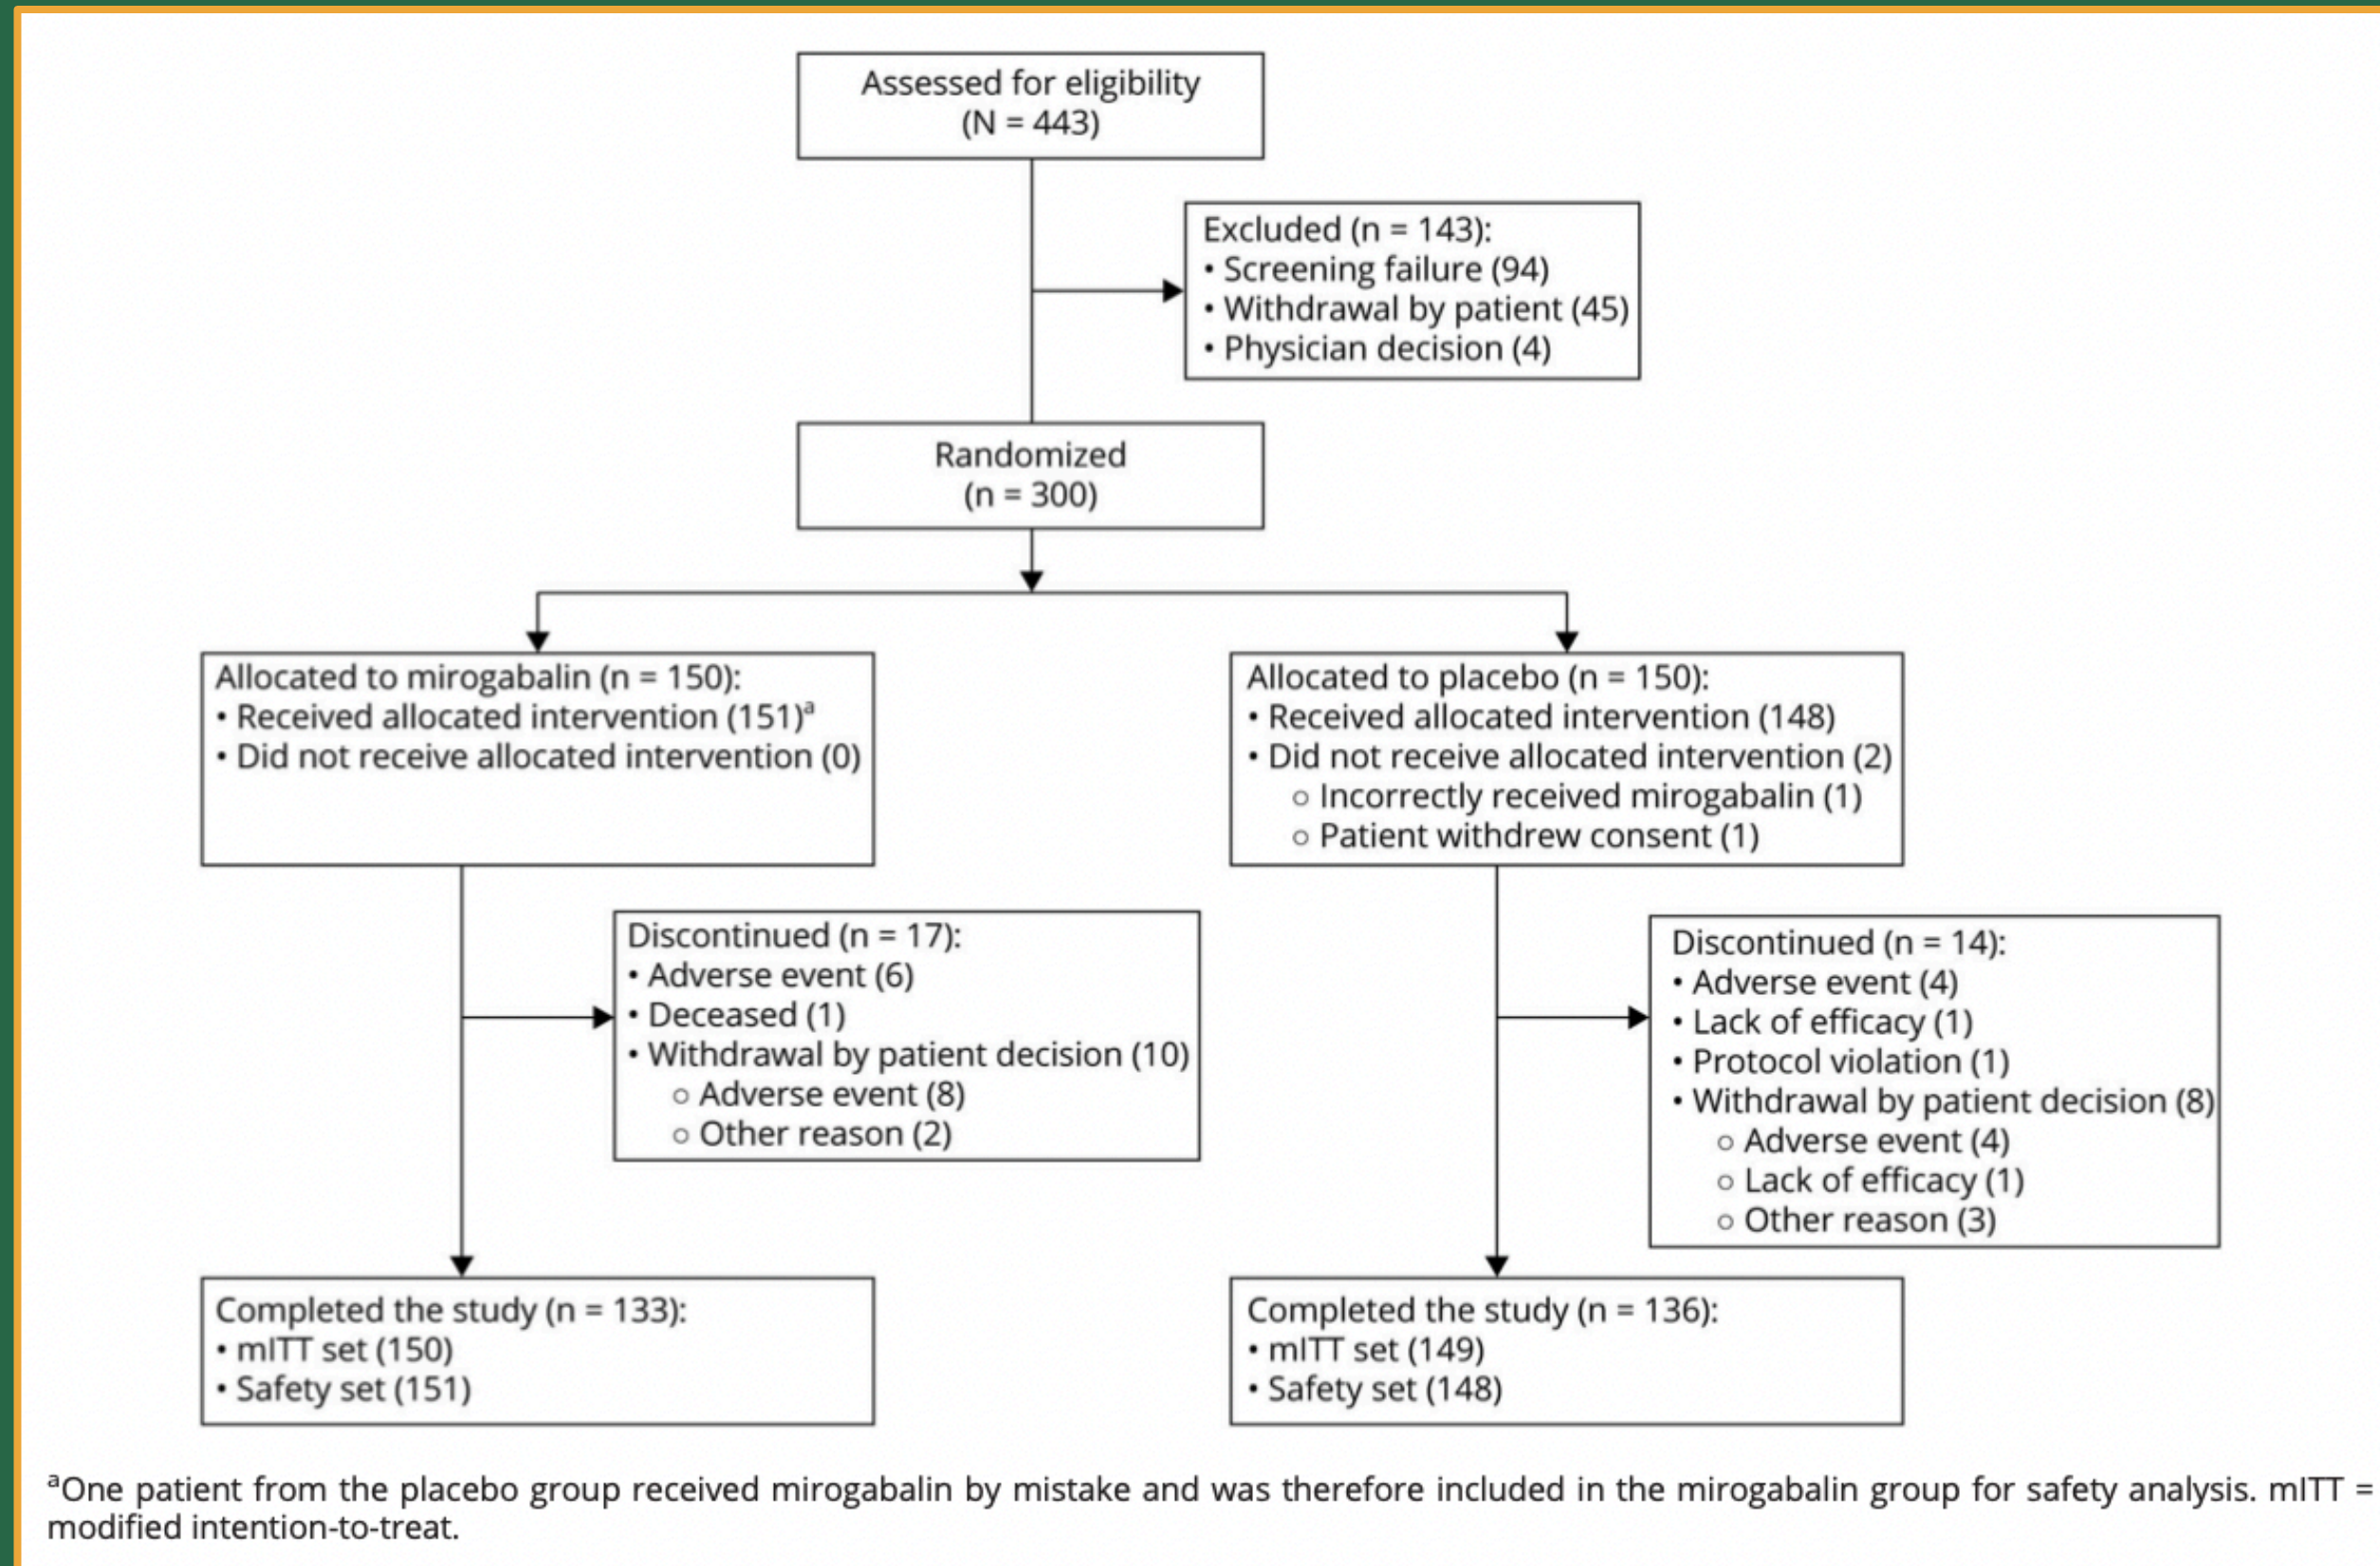 Assessed for eligibility
(N = 443)
Excluded (n = 143):
• Screening failure (94)
• Withdrawal by patient (45)
• Physician decision (4)
Randomized
(n = 300)
Allocated to mirogabalin (n = 150):
• Received allocated intervention (151)ª
• Did not receive allocated intervention (0)
Allocated to placebo (n = 150):
• Received allocated intervention (148)
• Did not receive allocated intervention (2)
○ Incorrectly received mirogabalin (1)
○ Patient withdrew consent (1)
Discontinued (n = 17):
• Adverse event (6)
• Deceased (1)
• Withdrawal by patient decision (10)
○ Adverse event (8)
○ Other reason (2)
Discontinued (n = 14):
• Adverse event (4)
• Lack of efficacy (1)
• Protocol violation (1)
• Withdrawal by patient decision (8)
○ Adverse event (4)
○ Lack of efficacy (1)
○ Other reason (3)
Completed the study (n = 133):
• mITT set (150)
• Safety set (151)
Completed the study (n = 136):
• mITT set (149)
• Safety set (148)
ªOne patient from the placebo group received mirogabalin by mistake and was therefore included in the mirogabalin group for safety analysis. mITT =
modified intention-to-treat.